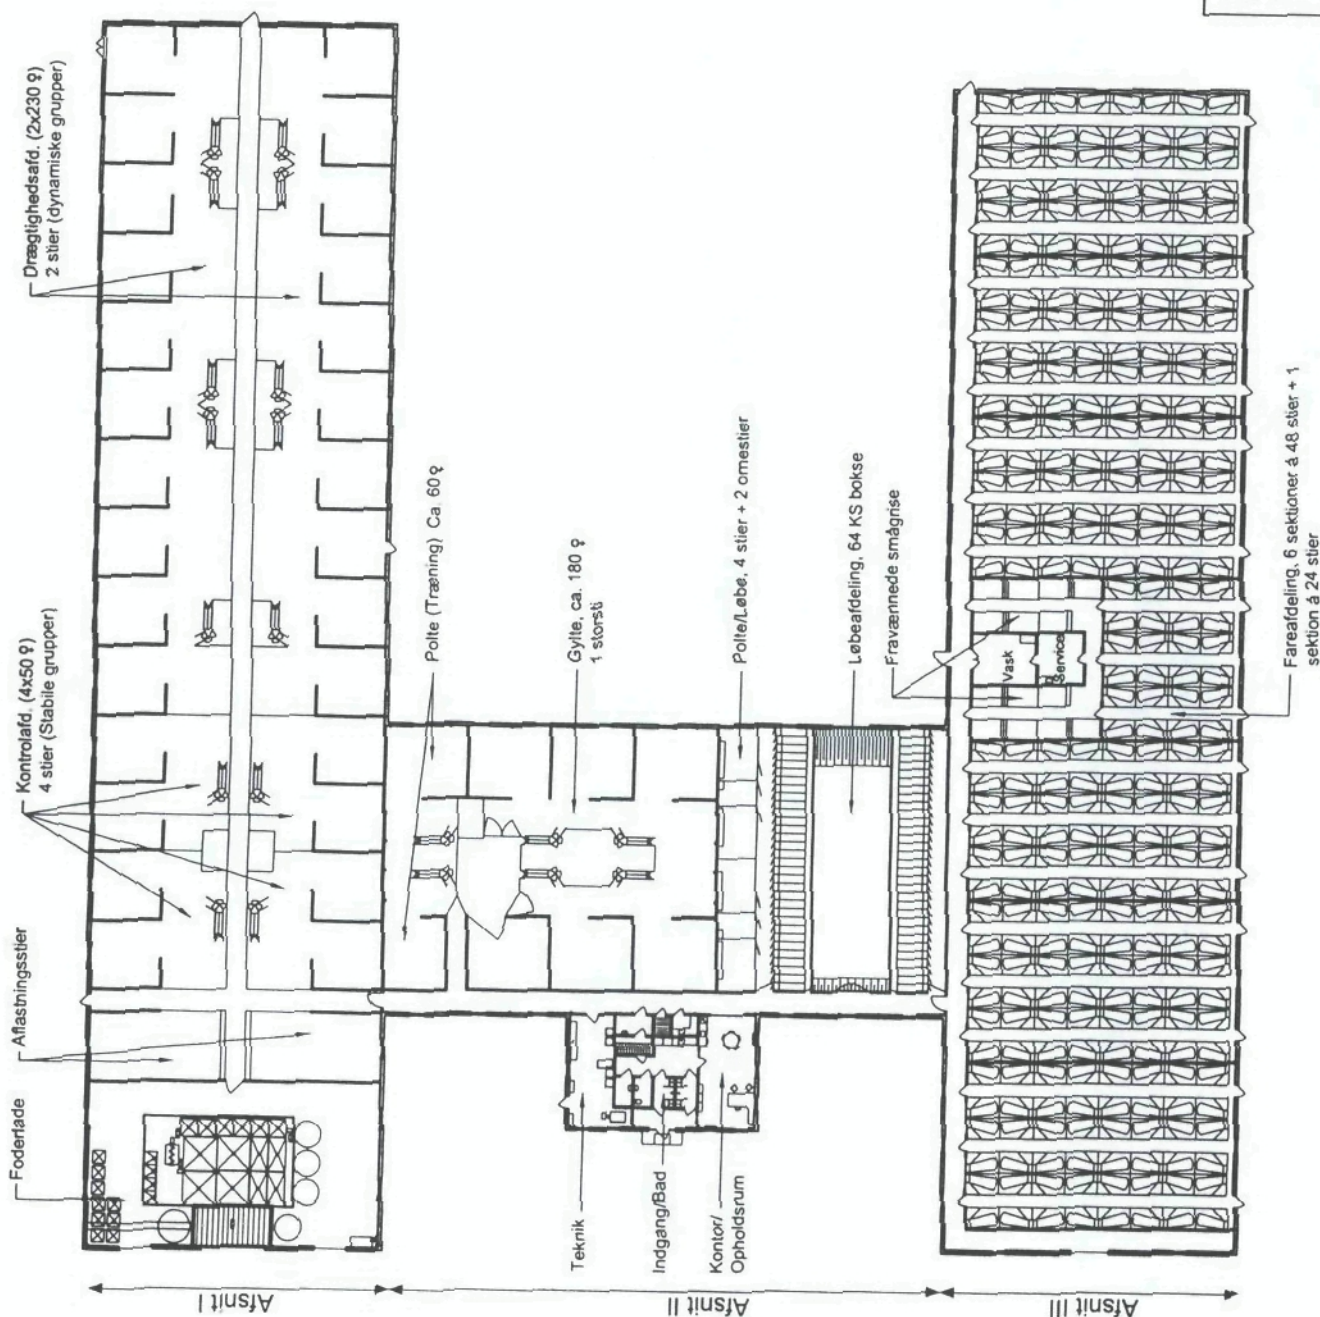 Foderlade
Aflastningsstier
Kontrolafd. (4x50 ♀)
4 stier (Stabile grupper)
Drægtighedsafd. (2x230 ♀)
2 stier (dynamiske grupper)
Polte (Træning) Ca. 60 ♀
Gylte, ca. 180 ♀
1 storsti
Polte/Løbe, 4 stier + 2 ornestier
Løbeafdeling, 64 KS bokse
Fravænnede smågrise
Teknik
Indgang/Bad
Kontor/
Opholdsrum
Vask
Service
Fareafdeling, 6 sektioner á 48 stier + 1
sektion á 24 stier
Afsnit I
Afsnit II
Afsnit III